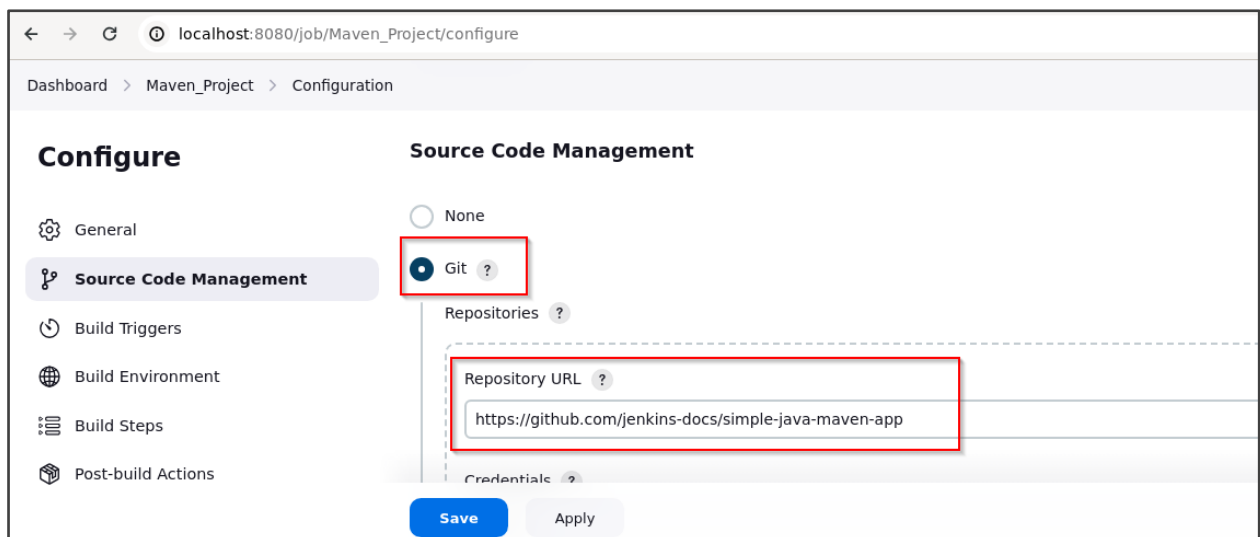 localhost:8080/job/Maven_Project/configure
Dashboard > Maven_Project > Configuration
Configure
General
Source Code Management
Build Triggers
Build Environment
Build Steps
Post-build Actions
Source Code Management
None
Git ?
Repositories ?
Repository URL ?
https://github.com/jenkins-docs/simple-java-maven-app
Credentials ?
Save
Apply